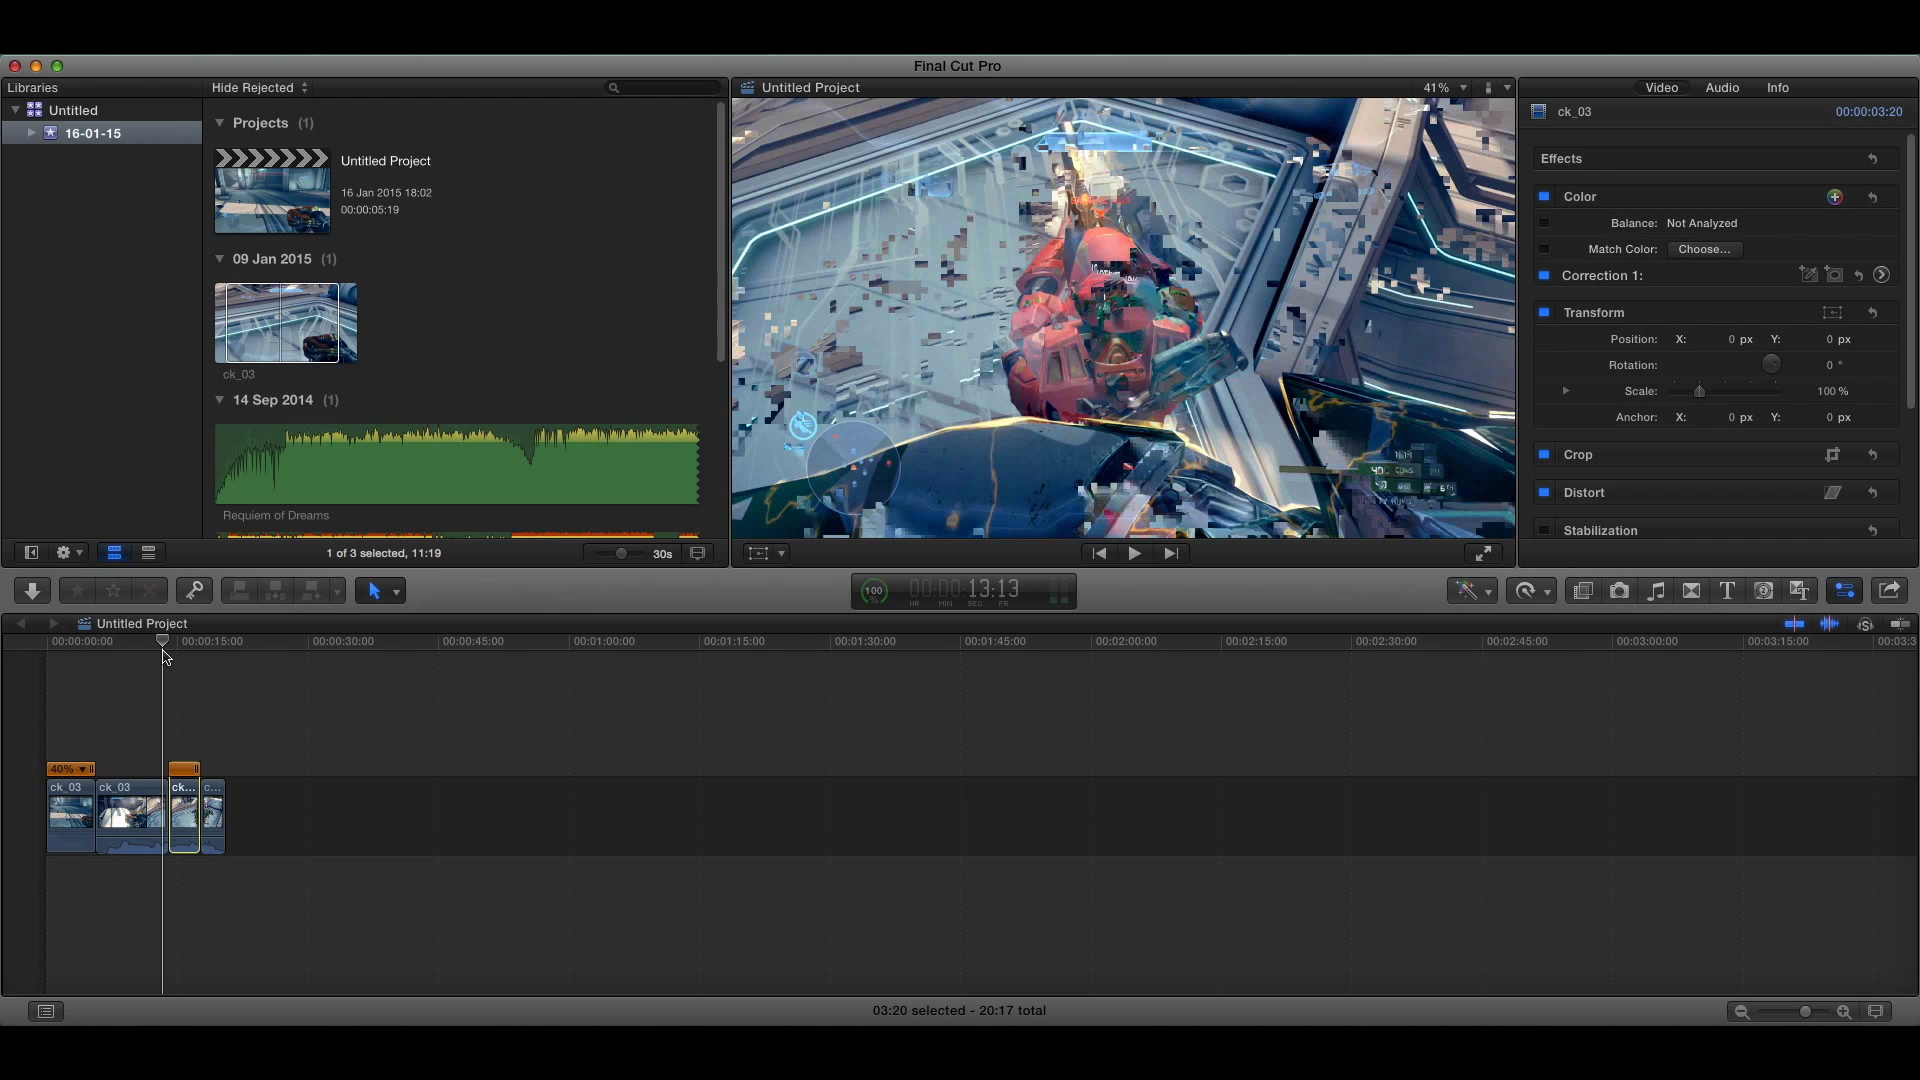 Final Cut Pro
Libraries
Hide Rejected
Untitled Project
41%
Video
Audio
Info
Untitled
16-01-15
Projects (1)
Untitled Project
16 Jan 2015 18:02
00:00:05:19
09 Jan 2015 (1)
ck_03
14 Sep 2014 (1)
Requiem of Dreams
ck_03
00:00:03:20
Effects
Color
Balance: Not Analyzed
Match Color: Choose...
Correction 1:
Transform
Position: X: 0 px Y: 0 px
Rotation: 0 °
Scale: 100 %
Anchor: X: 0 px Y: 0 px
Crop
Distort
Stabilization
1 of 3 selected, 11:19
30s
100 %
00:00:13:13
HR MIN SEC FR
Untitled Project
00:00:00:00 00:00:15:00 00:00:30:00 00:00:45:00 00:01:00:00 00:01:15:00 00:01:30:00 00:01:45:00 00:02:00:00 00:02:15:00 00:02:30:00 00:02:45:00 00:03:00:00 00:03:15:00 00:03:3
40%
ck_03 ck_03 ck... c...
03:20 selected - 20:17 total